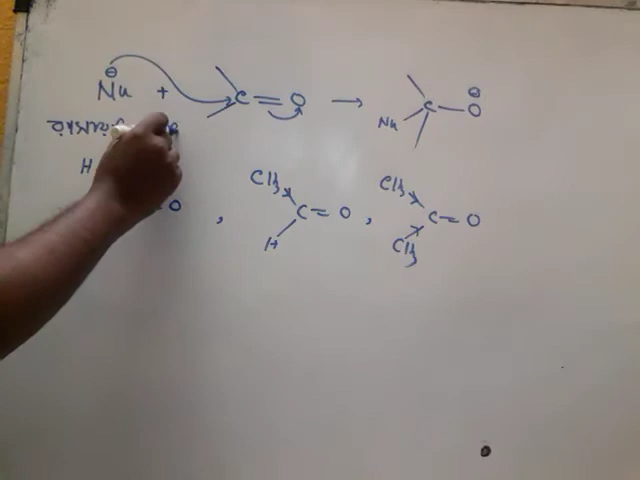 ⊖ ⊖
Nu + C=O → Nu C—O
H
O , CH3 C=O , CH3 C=O
H CH3